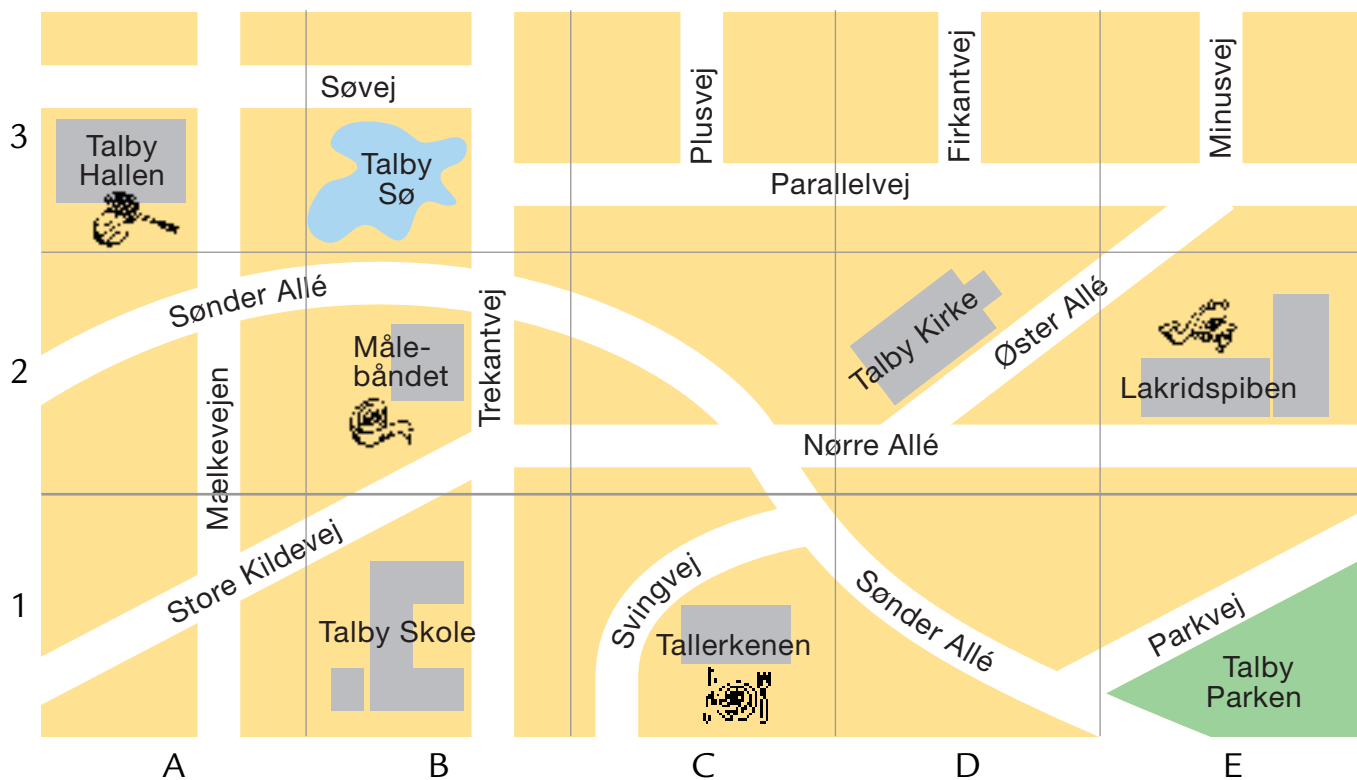 Søvej
Plusvej
Firkantvej
Minusvej
3
Talby
Hallen
Talby
Sø
Parallelvej
Sønder Allé
Trekantvej
Talby Kirke
Øster Allé
2
Måle-
båndet
Lakridspiben
Nørre Allé
Mælkevejen
Store Kildevej
1
Talby Skole
Svingvej
Tallerkenen
Sønder Allé
Parkvej
Talby
Parken
A
B
C
D
E